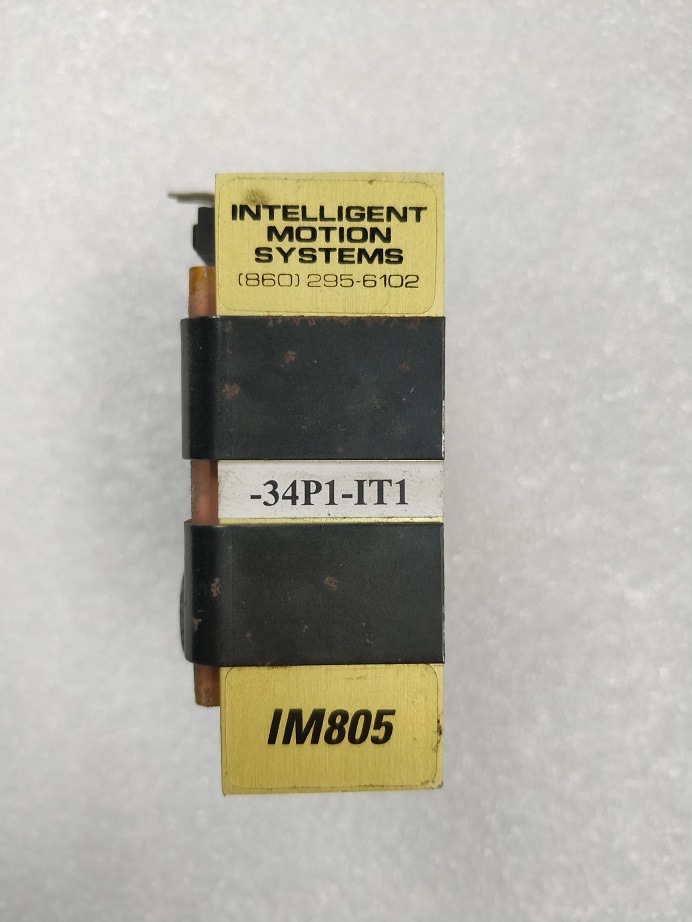 INTELLIGENT
MOTION
SYSTEMS
(860) 295-6102
-34P1-IT1
IM805